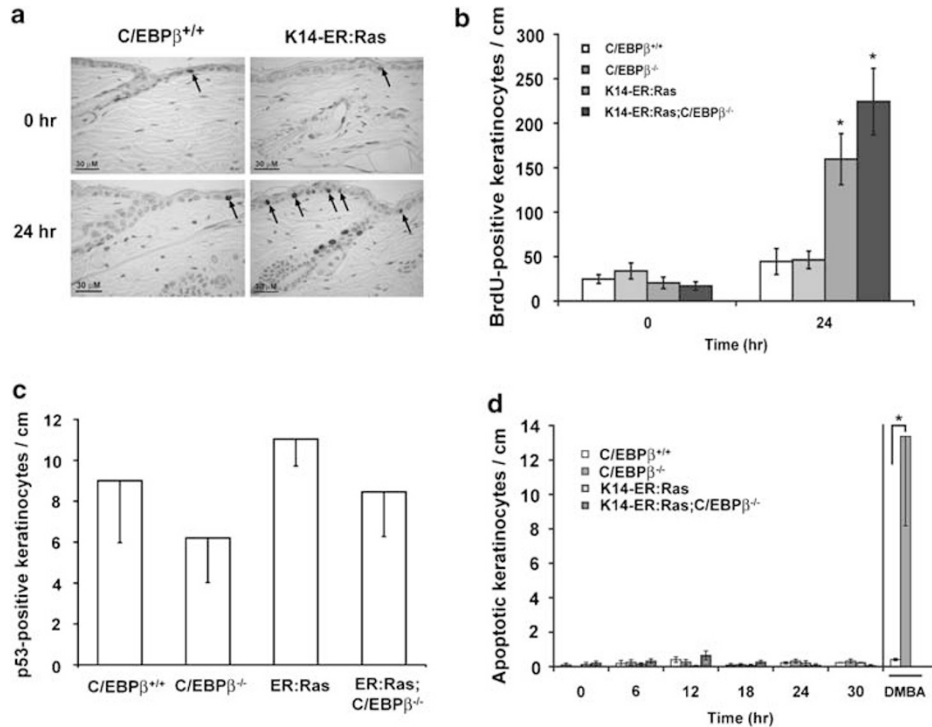 a
C/EBPβ+/+
K14-ER:Ras
0 hr
30 µM
30 µM
24 hr
30 µM
30 µM
b
BrdU-positive keratinocytes / cm
300
250
200
150
100
50
0
C/EBPβ+/+
C/EBPβ-/-
K14-ER:Ras
K14-ER:Ras;C/EBPβ-/-
*
*
0
24
Time (hr)
c
p53-positive keratinocytes / cm
12
10
8
6
4
2
0
C/EBPβ+/+
C/EBPβ-/-
ER:Ras
ER:Ras;
C/EBPβ-/-
d
Apoptotic keratinocytes / cm
14
12
10
8
6
4
2
0
C/EBPβ+/+
C/EBPβ-/-
K14-ER:Ras
K14-ER:Ras;C/EBPβ-/-
*
0
6
12
18
24
30
DMBA
Time (hr)